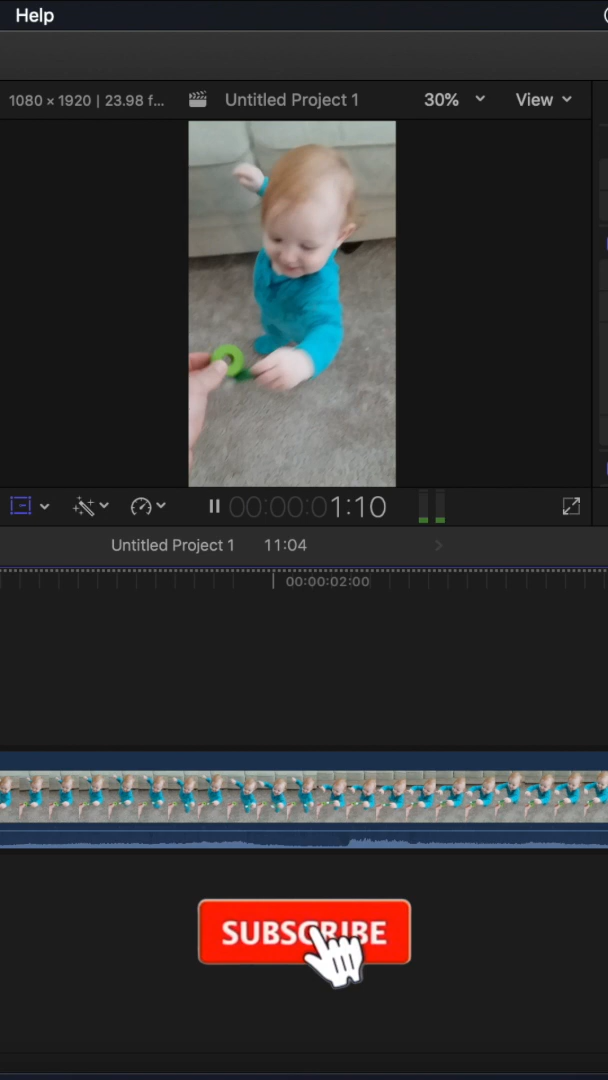 Help
1080 × 1920 | 23.98 f... Untitled Project 1 30% View
00:00:01:10
Untitled Project 1 11:04
00:00:02:00
SUBSCRIBE